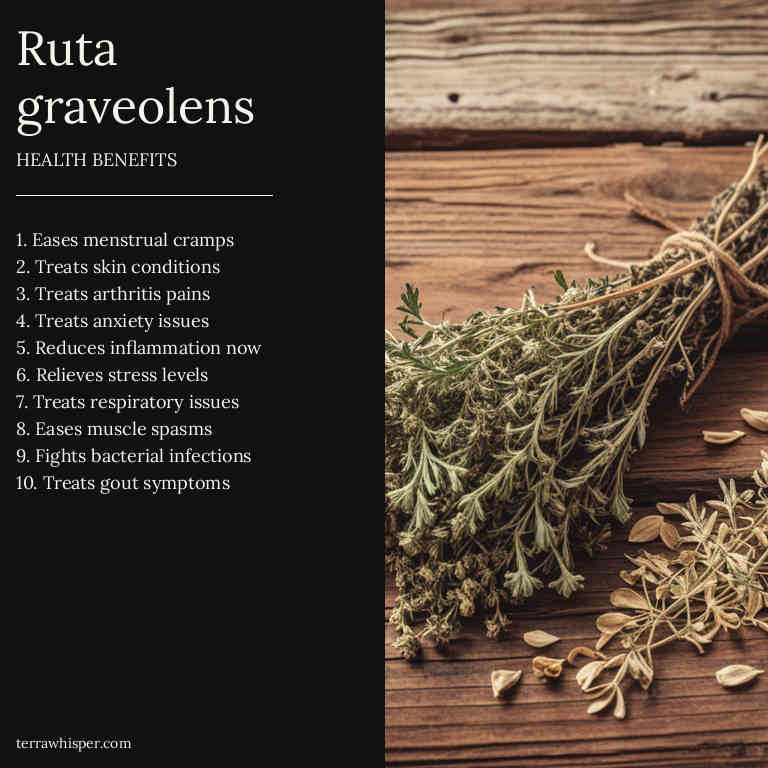 Ruta
graveolens
HEALTH BENEFITS
1. Eases menstrual cramps
2. Treats skin conditions
3. Treats arthritis pains
4. Treats anxiety issues
5. Reduces inflammation now
6. Relieves stress levels
7. Treats respiratory issues
8. Eases muscle spasms
9. Fights bacterial infections
10. Treats gout symptoms
terrawhisper.com